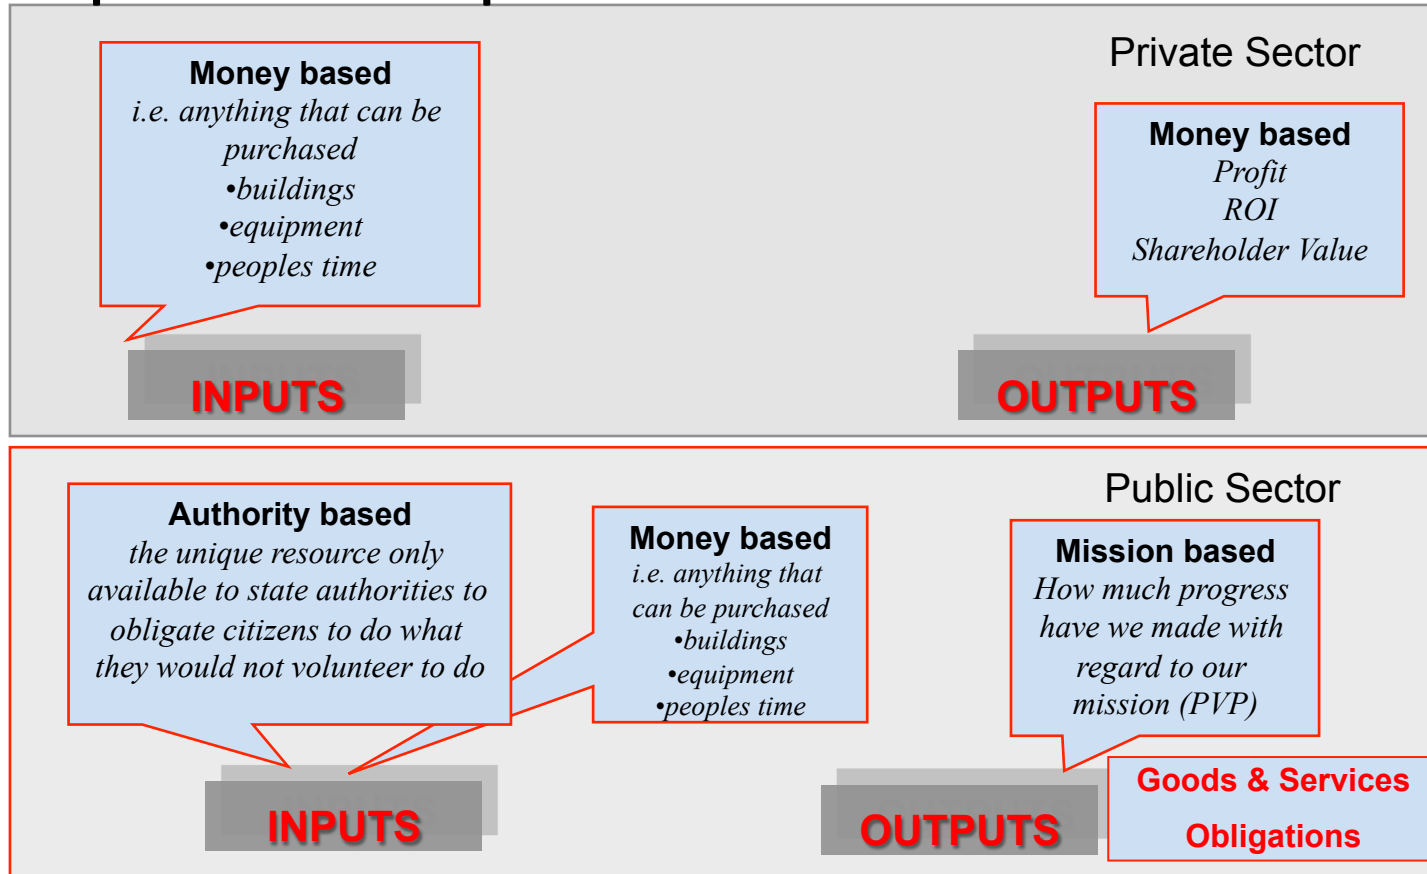 Private Sector
Money based
i.e. anything that can be
purchased
•buildings
•equipment
•peoples time
Money based
Profit
ROI
Shareholder Value
INPUTS
OUTPUTS
Public Sector
Authority based
the unique resource only
available to state authorities to
obligate citizens to do what
they would not volunteer to do
Money based
i.e. anything that
can be purchased
•buildings
•equipment
•peoples time
Mission based
How much progress
have we made with
regard to our
mission (PVP)
INPUTS
OUTPUTS
Goods & Services
Obligations